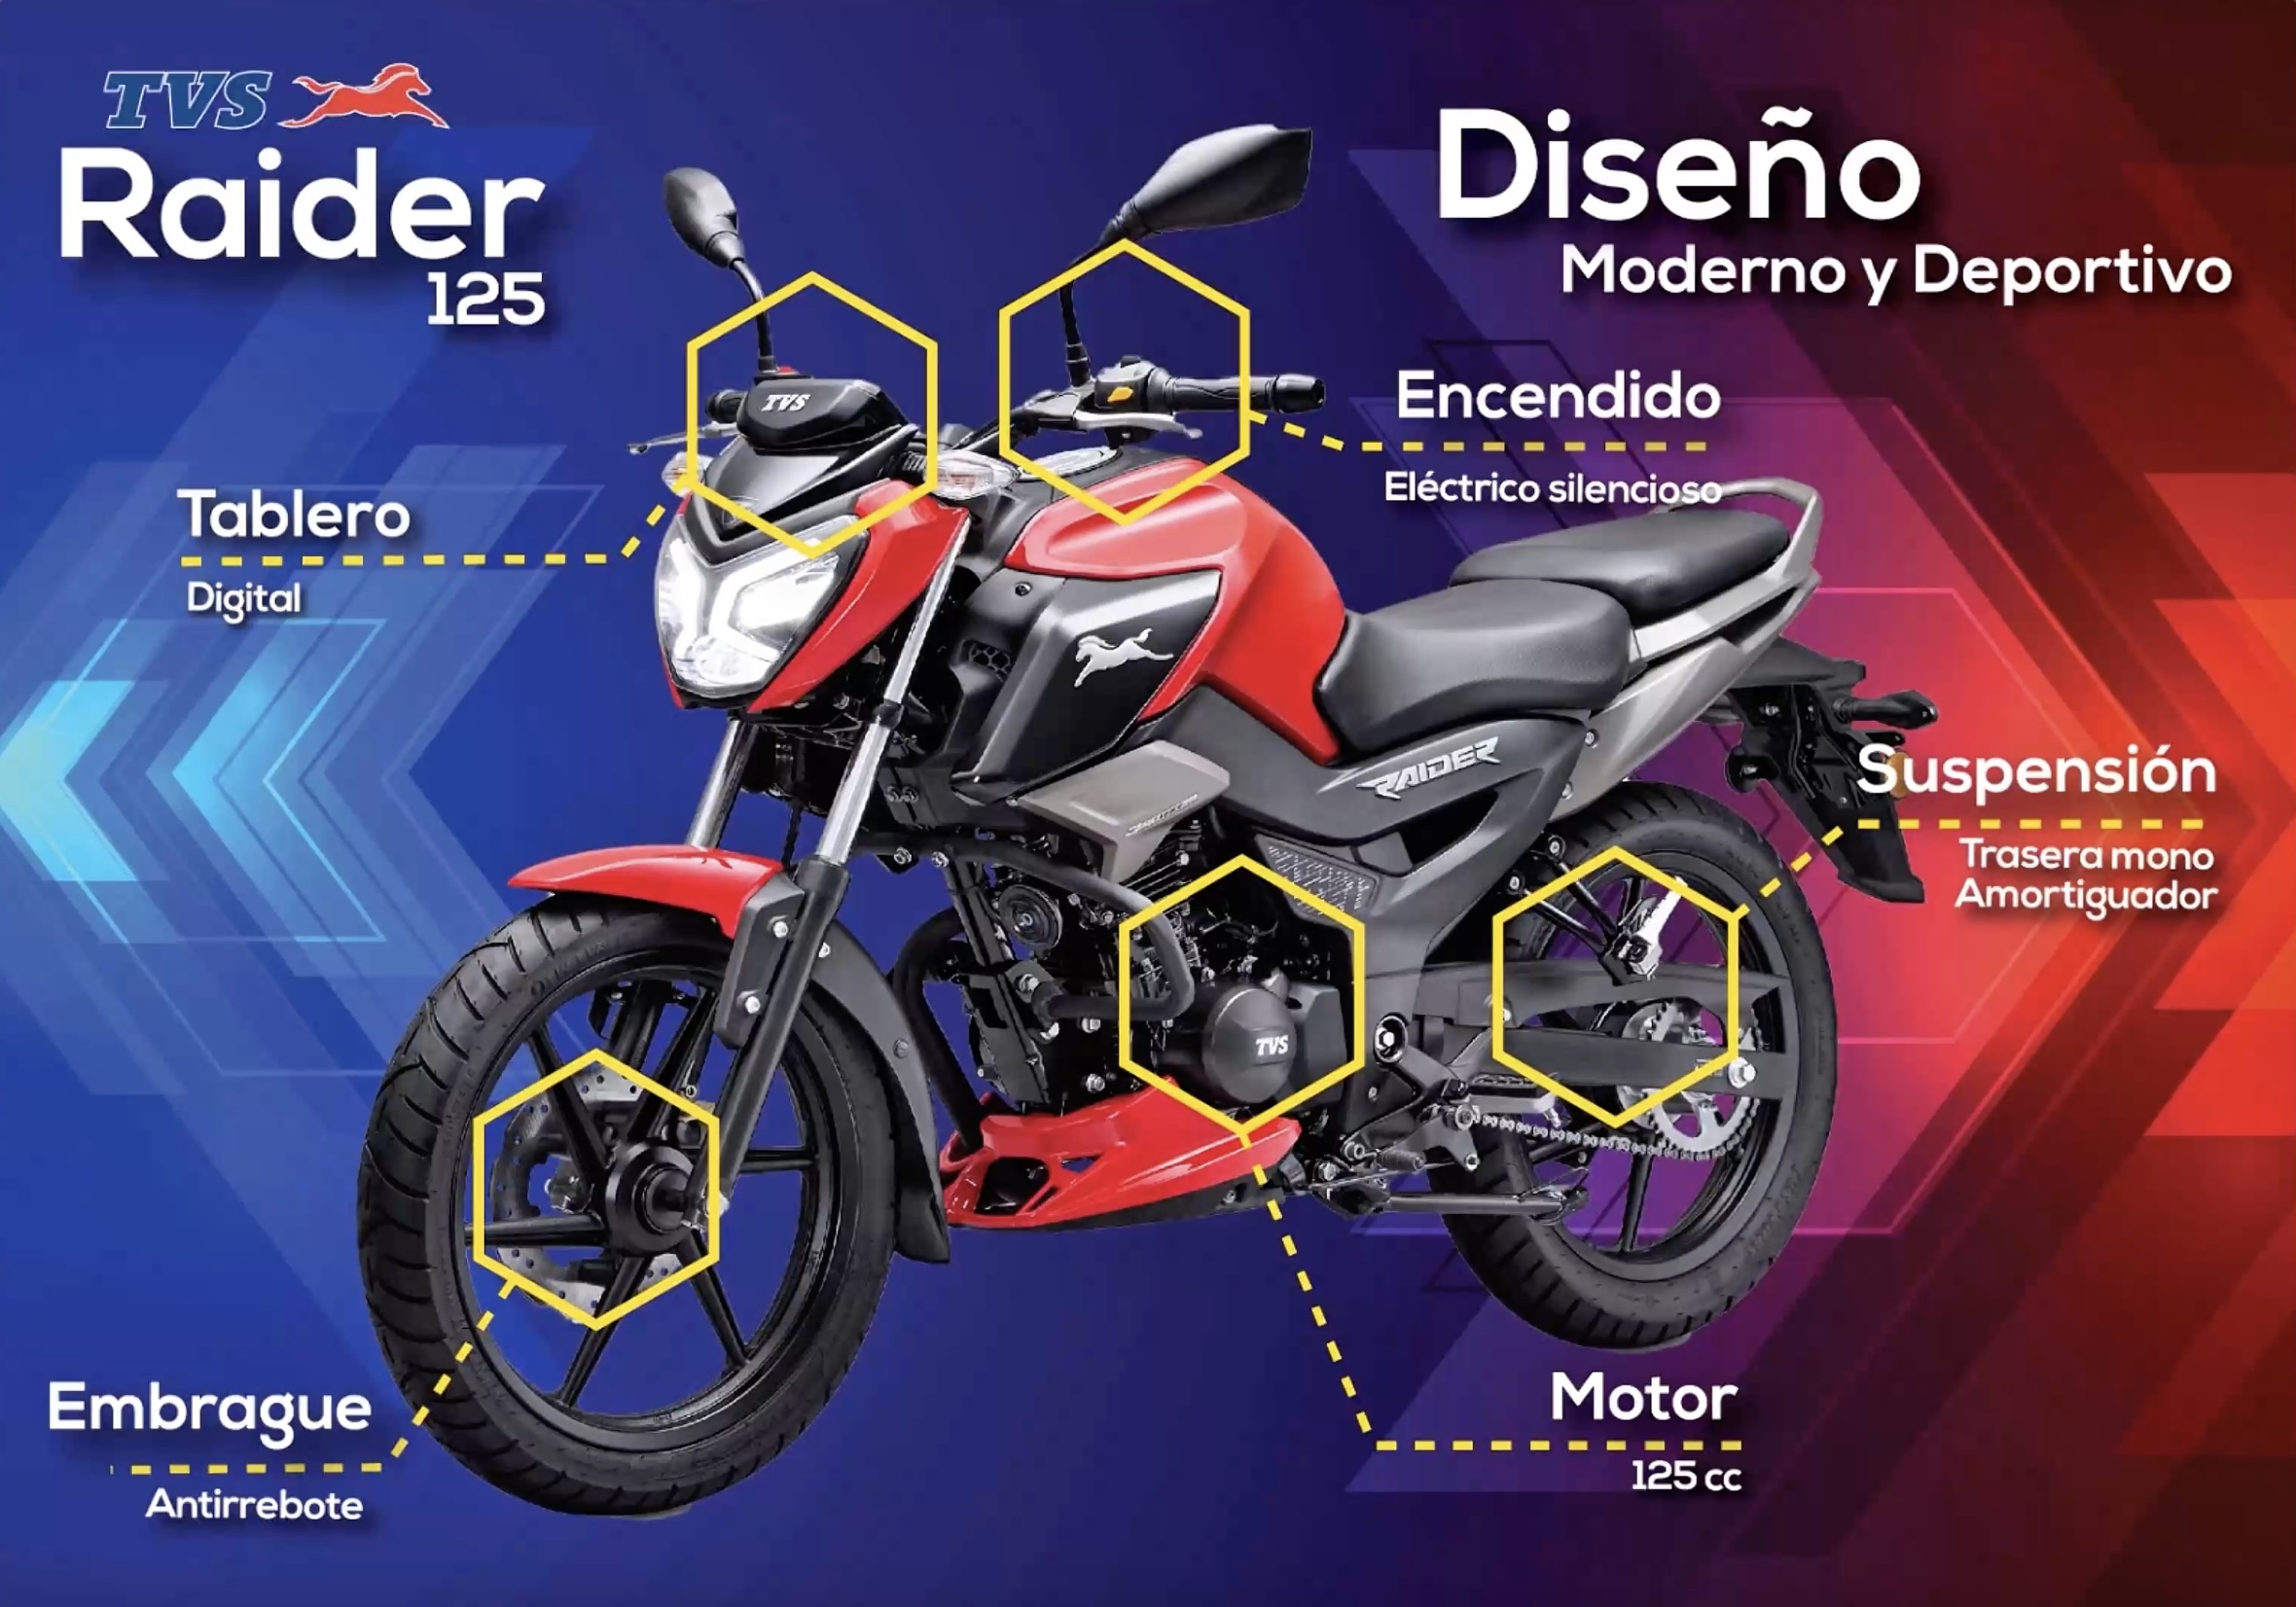 TVS
Raider
125
Diseño
Moderno y Deportivo
Encendido
Eléctrico silencioso
TVS
Tablero
Digital
RAIDER
Suspensión
Trasera mono
Amortiguador
TVS
Embrague
Antirrebote
Motor
125 cc